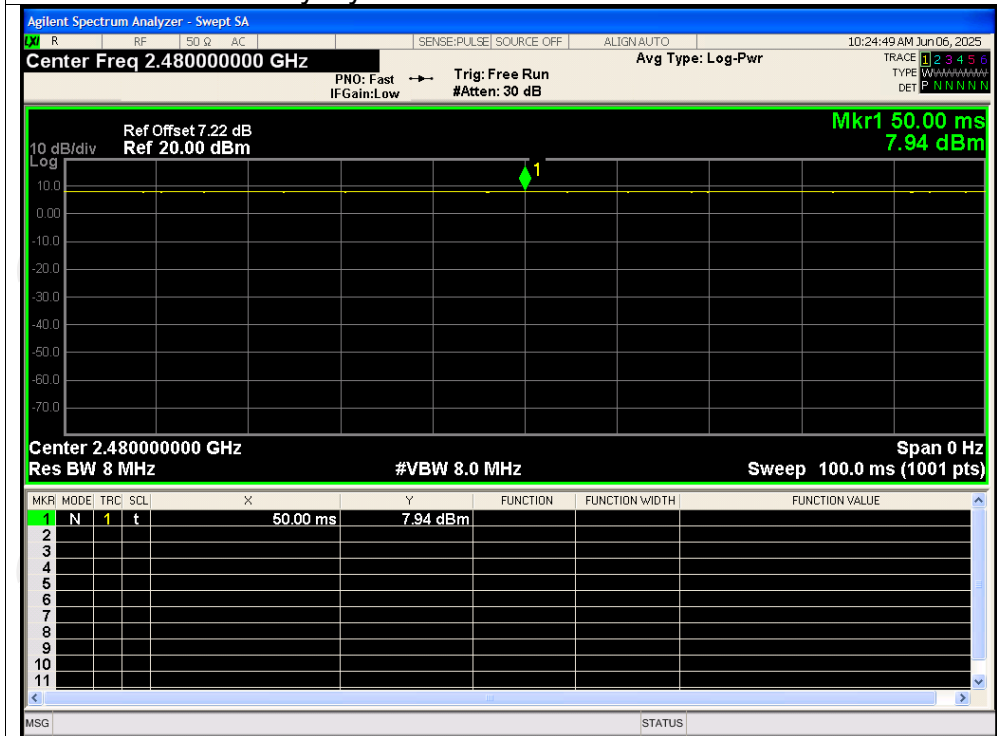 Agilent Spectrum Analyzer - Swept SA
LXI R RF 50 Ω AC SENSE:PULSE SOURCE OFF ALIGN AUTO 10:24:49 AM Jun 06, 2025
Center Freq 2.480000000 GHz
PNO: Fast
IFGain:Low
Trig: Free Run
#Atten: 30 dB
Avg Type: Log-Pwr
TRACE 1 2 3 4 5 6
TYPE WWWWWW
DET P N N N N N
Mkr1 50.00 ms
7.94 dBm
Ref Offset 7.22 dB
10 dB/div Ref 20.00 dBm
Log
1
10.0
0.00
-10.0
-20.0
-30.0
-40.0
-50.0
-60.0
-70.0
Center 2.480000000 GHz Span 0 Hz
Res BW 8 MHz #VBW 8.0 MHz Sweep 100.0 ms (1001 pts)
MKR MODE TRC SCL X Y FUNCTION FUNCTION WIDTH FUNCTION VALUE
1 N 1 t 50.00 ms 7.94 dBm
2
3
4
5
6
7
8
9
10
11
MSG STATUS